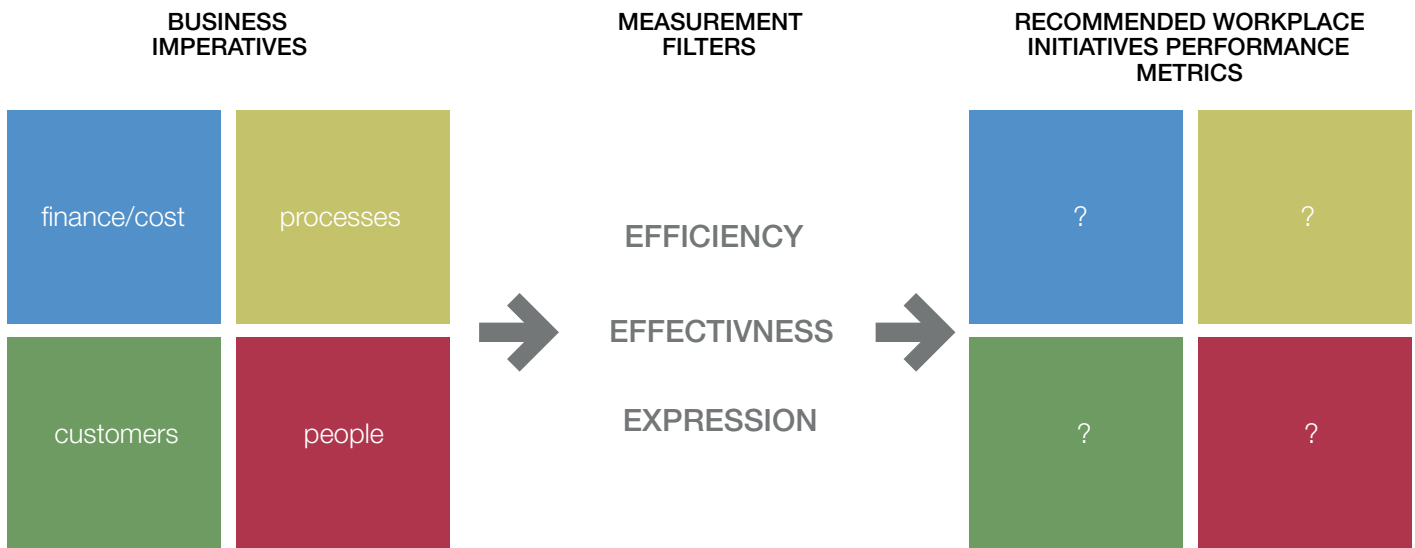 BUSINESS
IMPERATIVES
MEASUREMENT
FILTERS
RECOMMENDED WORKPLACE
INITIATIVES PERFORMANCE
METRICS
finance/cost
processes
customers
people
EFFICIENCY
EFFECTIVNESS
EXPRESSION
?
?
?
?